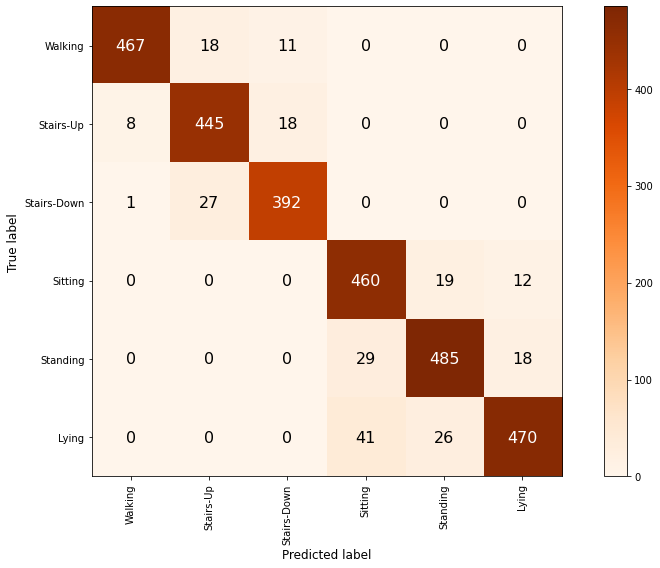 Walking 467 18 11 0 0 0
Stairs-Up 8 445 18 0 0 0
Stairs-Down 1 27 392 0 0 0
Sitting 0 0 0 460 19 12
Standing 0 0 0 29 485 18
Lying 0 0 0 41 26 470
True label
Walking Stairs-Up Stairs-Down Sitting Standing Lying
Predicted label
400
300
200
100
0